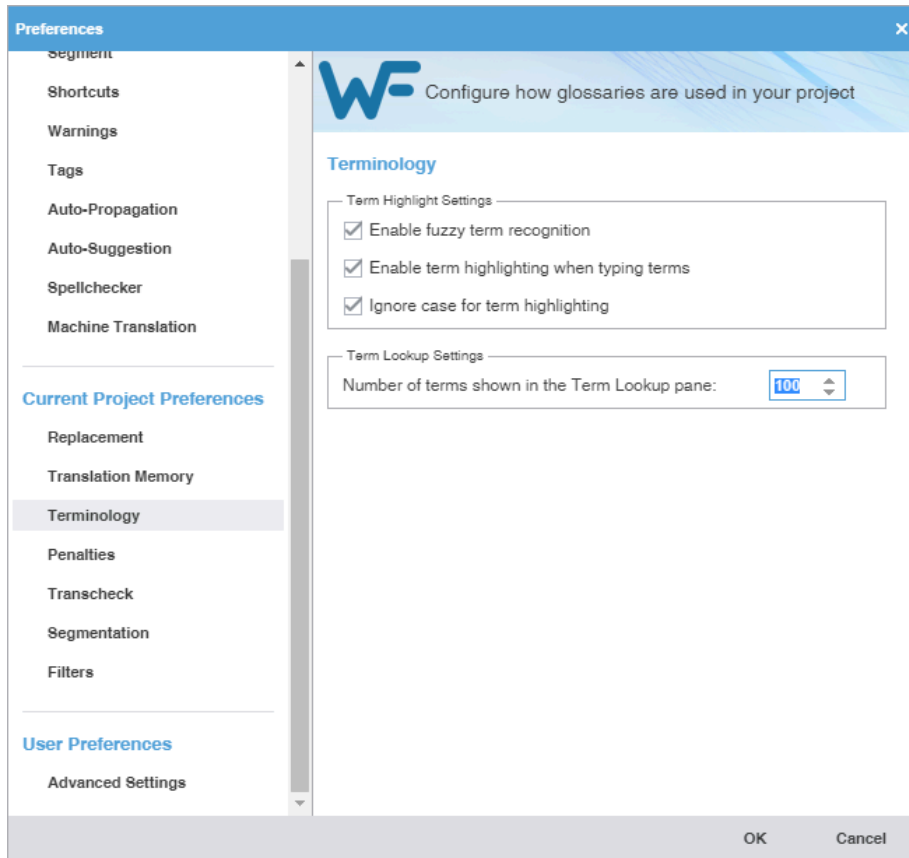 Preferences
Segment
Shortcuts
Warnings
Tags
Auto-Propagation
Auto-Suggestion
Spellchecker
Machine Translation
Current Project Preferences
Replacement
Translation Memory
Terminology
Penalties
Transcheck
Segmentation
Filters
User Preferences
Advanced Settings
WF
Configure how glossaries are used in your project
Terminology
Term Highlight Settings
Enable fuzzy term recognition
Enable term highlighting when typing terms
Ignore case for term highlighting
Term Lookup Settings
Number of terms shown in the Term Lookup pane: 100
OK Cancel